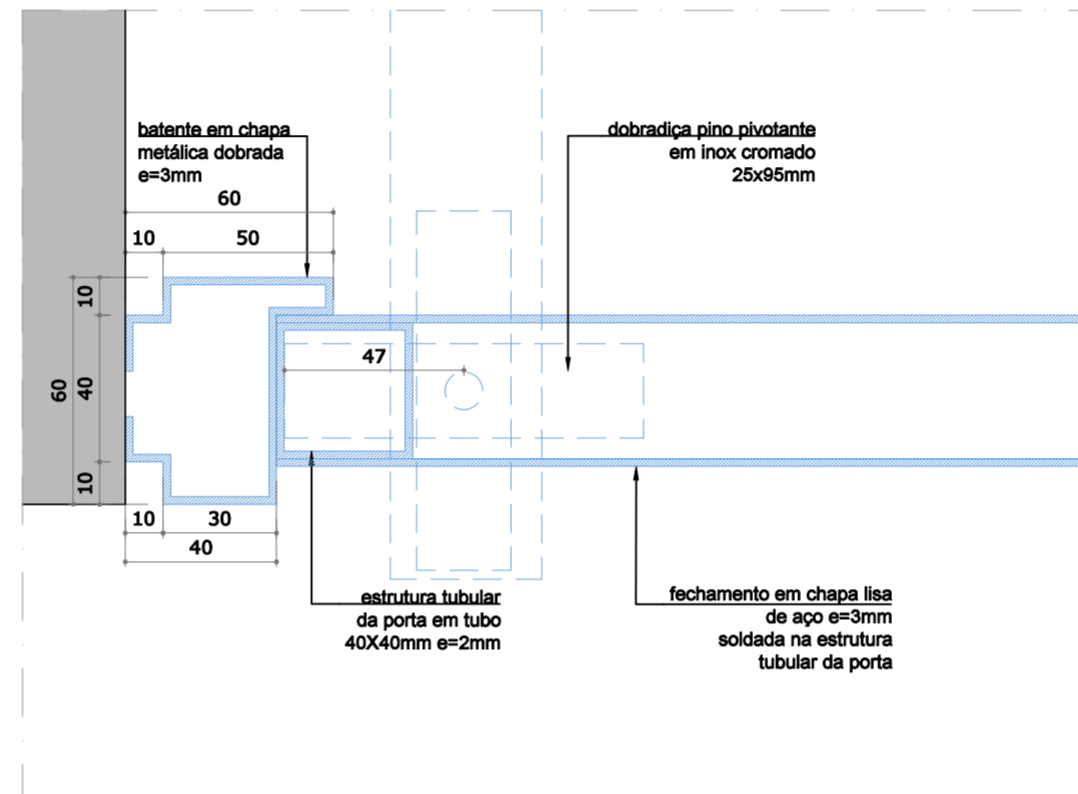 batente em chapa
metálica dobrada
e=3mm
dobradiça pino pivotante
em inox cromado
25x95mm
60
10
50
10
60
40
10
47
10
30
40
estrutura tubular
da porta em tubo
40X40mm e=2mm
fechamento em chapa lisa
de aço e=3mm
soldada na estrutura
tubular da porta